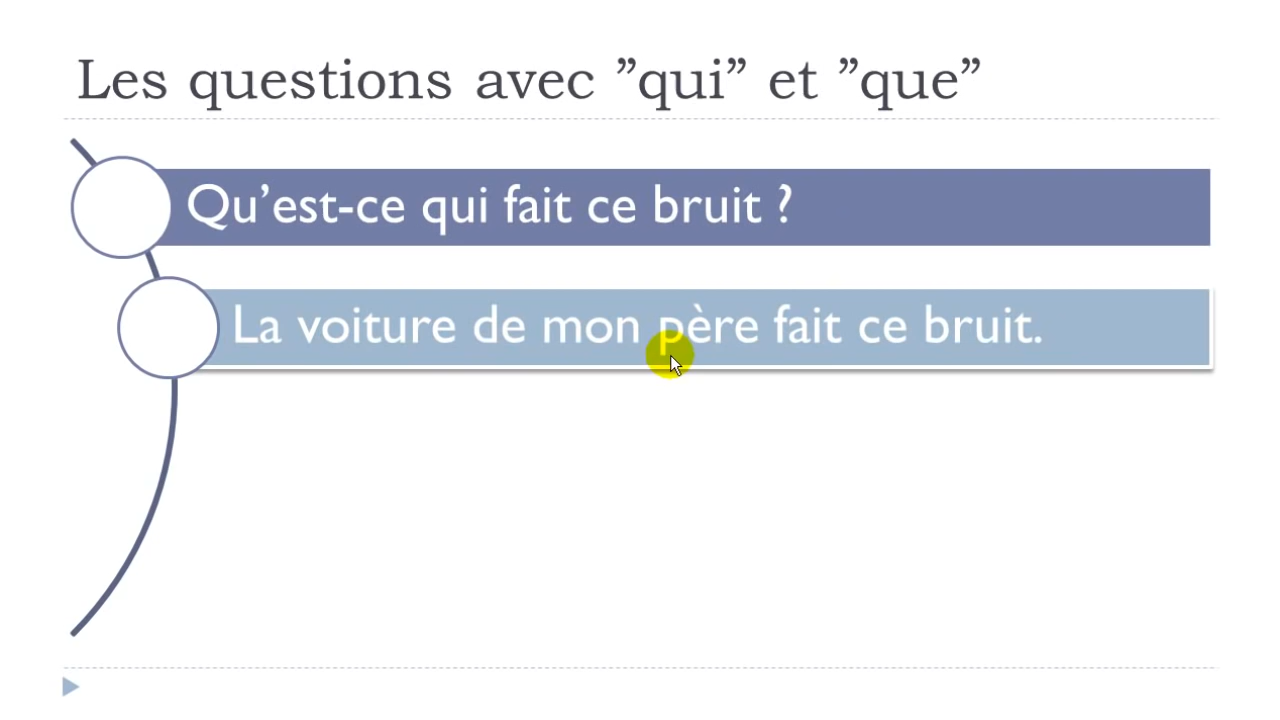 Les questions avec ”qui” et ”que”
Qu’est-ce qui fait ce bruit ?
La voiture de mon père fait ce bruit.